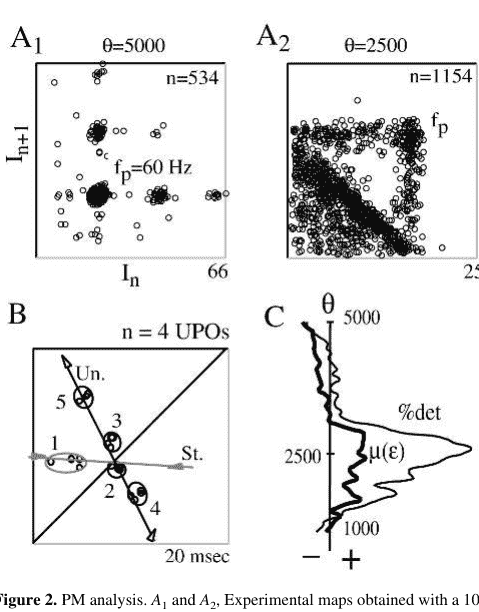 A1 θ=5000
A2 θ=2500
n=534
n=1154
In+1
fp=60 Hz
fp
In
66
25
B
n = 4 UPOs
Un.
5
3
1
St.
2
4
20 msec
C
θ
5000
%det
2500
μ(ε)
1000
− +
Figure 2. PM analysis. A1 and A2, Experimental maps obtained with a 10